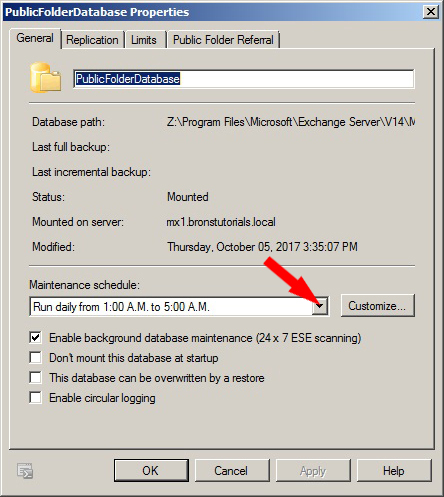 PublicFolderDatabase Properties
General Replication Limits Public Folder Referral
PublicFolderDatabase
Database path: Z:\Program Files\Microsoft\Exchange Server\V14\M
Last full backup:
Last incremental backup:
Status: Mounted
Mounted on server: mx1.bronstutorials.local
Modified: Thursday, October 05, 2017 3:35:07 PM
Maintenance schedule:
Run daily from 1:00 A.M. to 5:00 A.M. Customize...
Enable background database maintenance (24 x 7 ESE scanning)
Don't mount this database at startup
This database can be overwritten by a restore
Enable circular logging
OK Cancel Apply Help